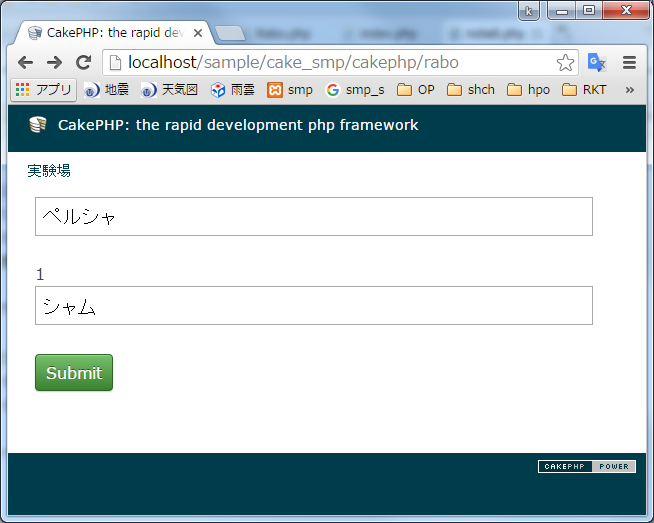 k
CakePHP: the rapid dev
localhost/sample/cake_smp/cakephp/rabo
アプリ 地震 天気図 雨雲 smp smp_s OP shch hpo RKT »
CakePHP: the rapid development php framework
実験場
ペルシャ
1
シャム
Submit
CAKEPHP POWER